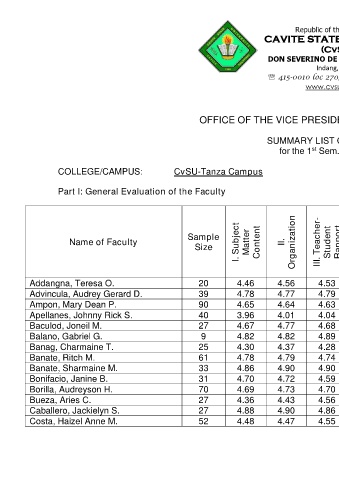 Republic of th
CAVITE STATE
(CvS
DON SEVERINO DE
Indang,
☏ 415-0010 loc 270,
www.cvs
OFFICE OF THE VICE PRESIDE
SUMMARY LIST O
for the 1st Sem.
COLLEGE/CAMPUS: CvSU-Tanza Campus
Part I: General Evaluation of the Faculty
Name of Faculty Sample Size I. Subject Matter Content II. Organization III. Teacher-Student Rapport
Addangna, Teresa O. 20 4.46 4.56 4.53
Advincula, Audrey Gerard D. 39 4.78 4.77 4.79
Ampon, Mary Dean P. 90 4.65 4.64 4.63
Apellanes, Johnny Rick S. 40 3.96 4.01 4.04
Baculod, Joneil M. 27 4.67 4.77 4.68
Balano, Gabriel G. 9 4.82 4.82 4.89
Banag, Charmaine T. 25 4.30 4.37 4.28
Banate, Ritch M. 61 4.78 4.79 4.74
Banate, Sharmaine M. 33 4.86 4.90 4.90
Bonifacio, Janine B. 31 4.70 4.72 4.59
Borilla, Audreyson H. 70 4.69 4.73 4.70
Bueza, Aries C. 27 4.36 4.43 4.56
Caballero, Jackielyn S. 27 4.88 4.90 4.86
Costa, Haizel Anne M. 52 4.48 4.47 4.55